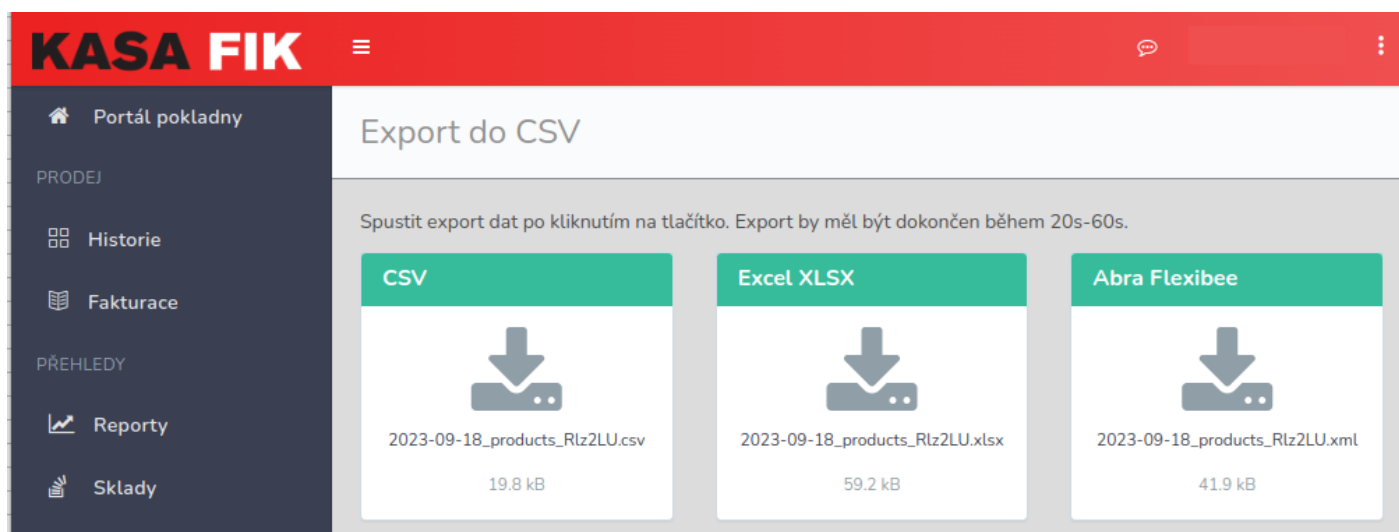 KASA FIK
Portál pokladny
PRODEJ
Historie
Fakturace
PŘEHLEDY
Reporty
Sklady
Export do CSV
Spustit export dat po kliknutím na tlačítko. Export by měl být dokončen během 20s-60s.
CSV
2023-09-18_products_Rlz2LU.csv
19.8 kB
Excel XLSX
2023-09-18_products_Rlz2LU.xlsx
59.2 kB
Abra Flexibee
2023-09-18_products_Rlz2LU.xml
41.9 kB